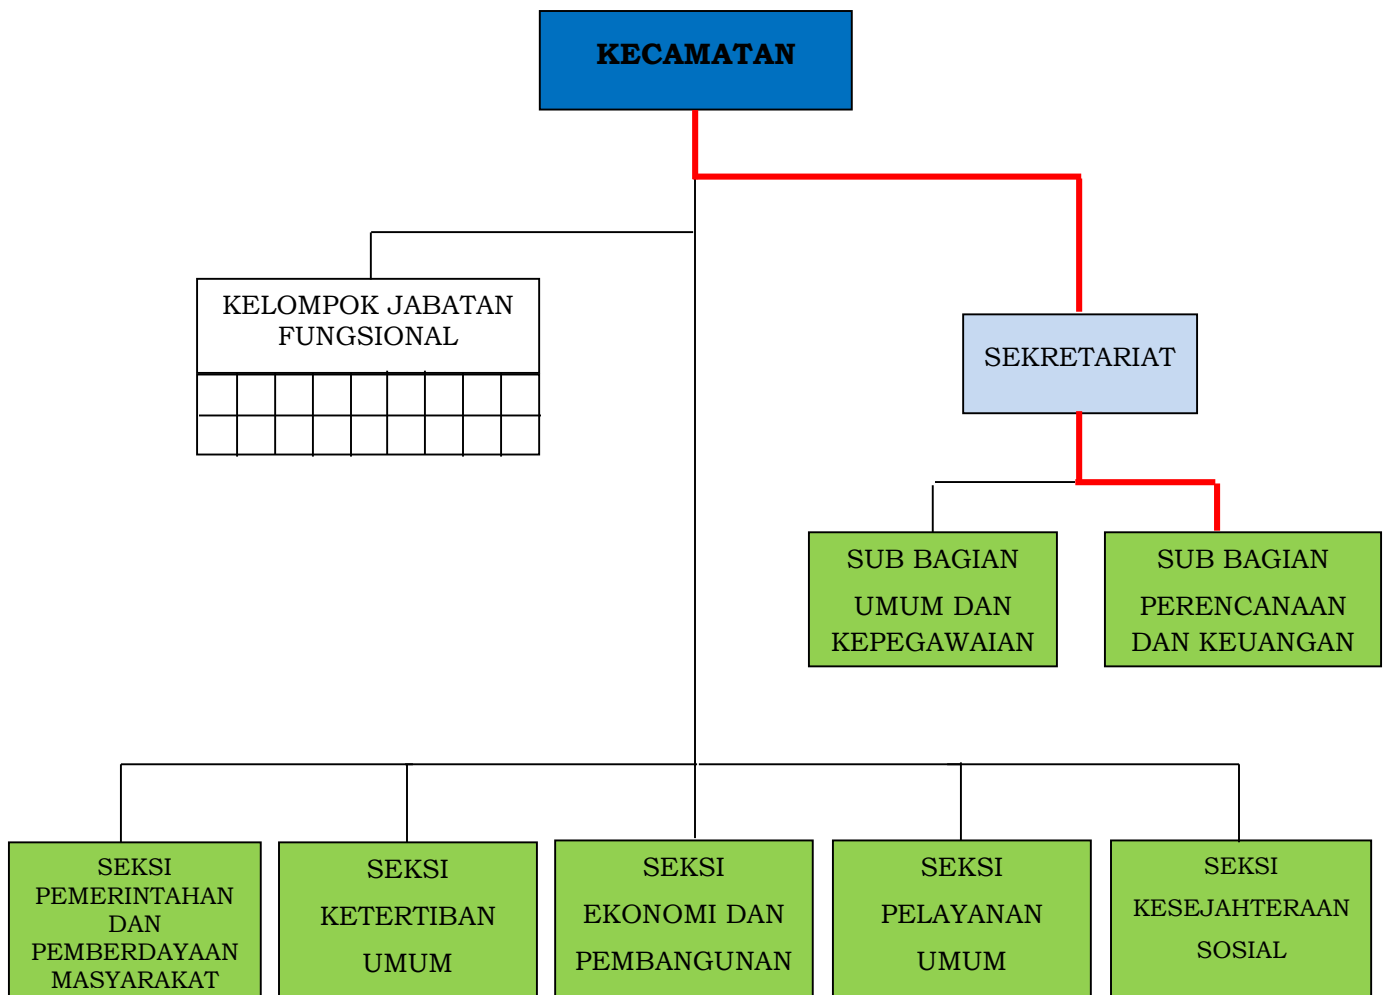 KECAMATAN
KELOMPOK JABATAN
FUNGSIONAL
SEKRETARIAT
SUB BAGIAN
UMUM DAN
KEPEGAWAIAN
SUB BAGIAN
PERENCANAAN
DAN KEUANGAN
SEKSI
PEMERINTAHAN
DAN
PEMBERDAYAAN
MASYARAKAT
SEKSI
KETERTIBAN
UMUM
SEKSI
EKONOMI DAN
PEMBANGUNAN
SEKSI
PELAYANAN
UMUM
SEKSI
KESEJAHTERAAN
SOSIAL